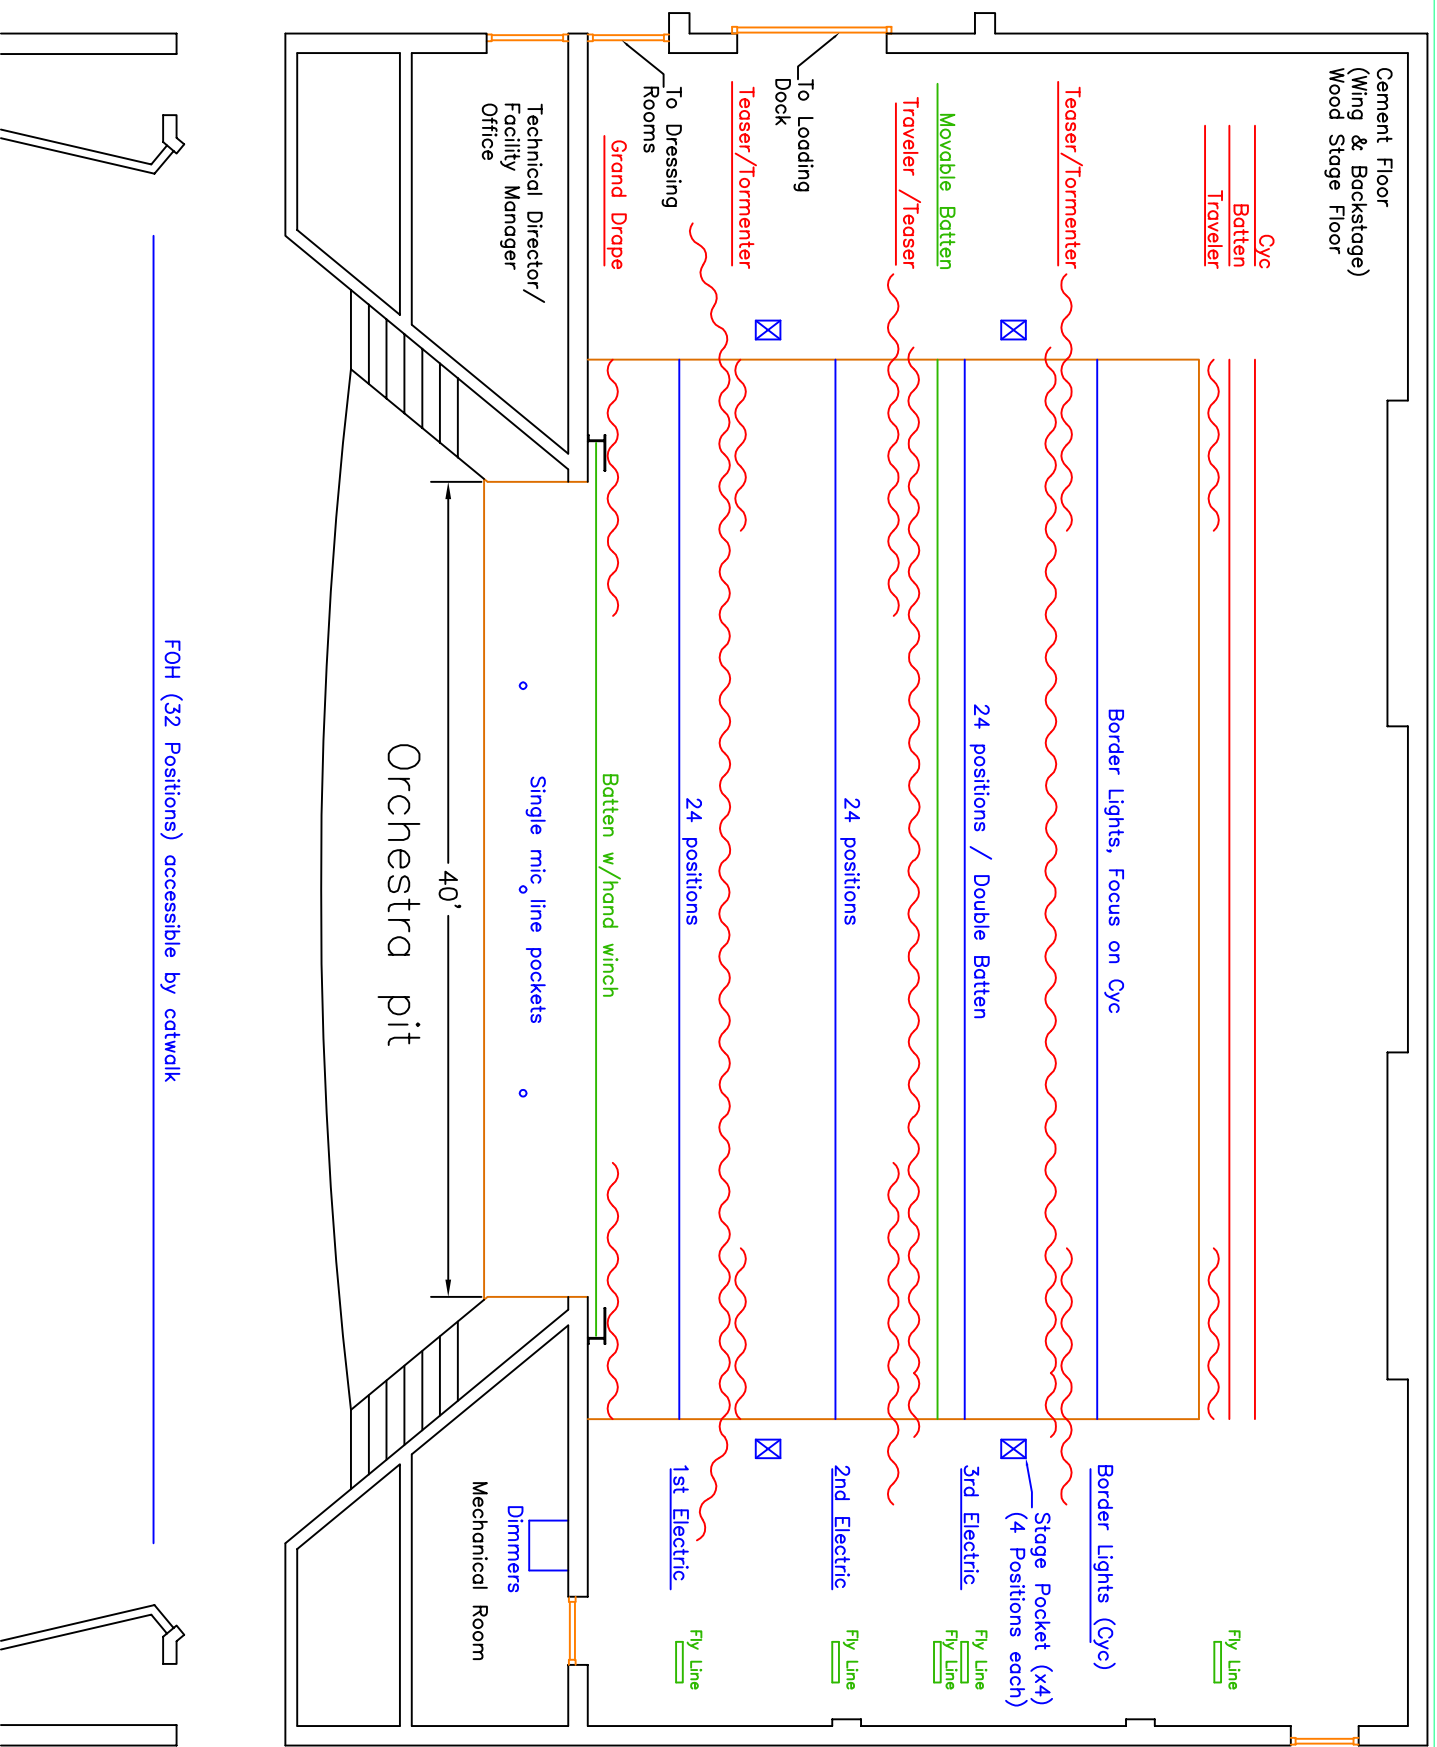 Cement Floor
(Wing & Backstage)
Wood Stage Floor
Cyc
Batten
Traveler
Teaser/Tormenter
Movable Batten
Traveler /Teaser
To Loading
Dock
Teaser/Tormenter
To Dressing
Rooms
Grand Drape
Technical Director/
Facility Manager
Office
Border Lights, Focus on Cyc
24 positions / Double Batten
24 positions
24 positions
Batten w/hand winch
Single mic line pockets
40'
Orchestra pit
FOH (32 Positions) accessible by catwalk
Border Lights (Cyc)
Stage Pocket (x4)
(4 Positions each)
3rd Electric
2nd Electric
1st Electric
Dimmers
Mechanical Room
Fly Line
Fly Line
Fly Line
Fly Line
Fly Line